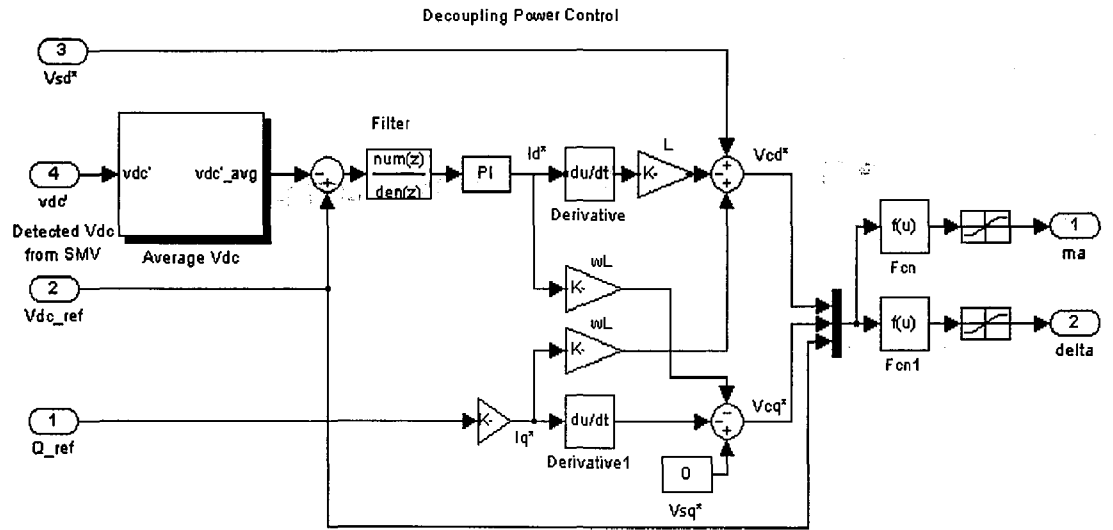 Decoupling Power Control
3
Vsd*
4
vdc'
Detected Vdc
from SMV
vdc'
vdc'_avg
Average Vdc
Filter
num(z)
den(z)
PI
Id*
du/dt
Derivative
L
K-
Vcd*
2
Vdc_ref
wL
K-
wL
K-
f(u)
Fcn
1
ma
f(u)
Fcn1
2
delta
1
Q_ref
K-
Iq*
du/dt
Derivative1
Vcq*
0
Vsq*